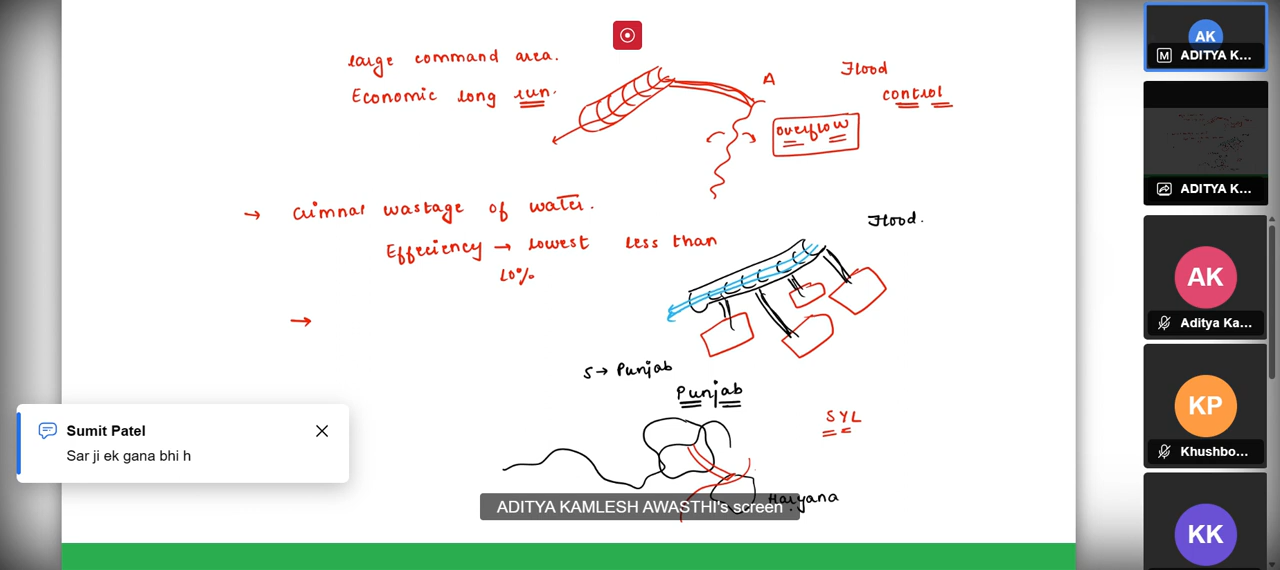 large command area.
Economic long run.
A
Flood
control
overflow
→ Criminal wastage of water.
Efficiency → lowest less than
10%
Flood.
→
S → Punjab
Punjab
SYL
Haryana
Sumit Patel
Sar ji ek gana bhi h
ADITYA KAMLESH AWASTHI's screen
AK
ADITYA K...
ADITYA K...
AK
Aditya Ka...
KP
Khushbo...
KK